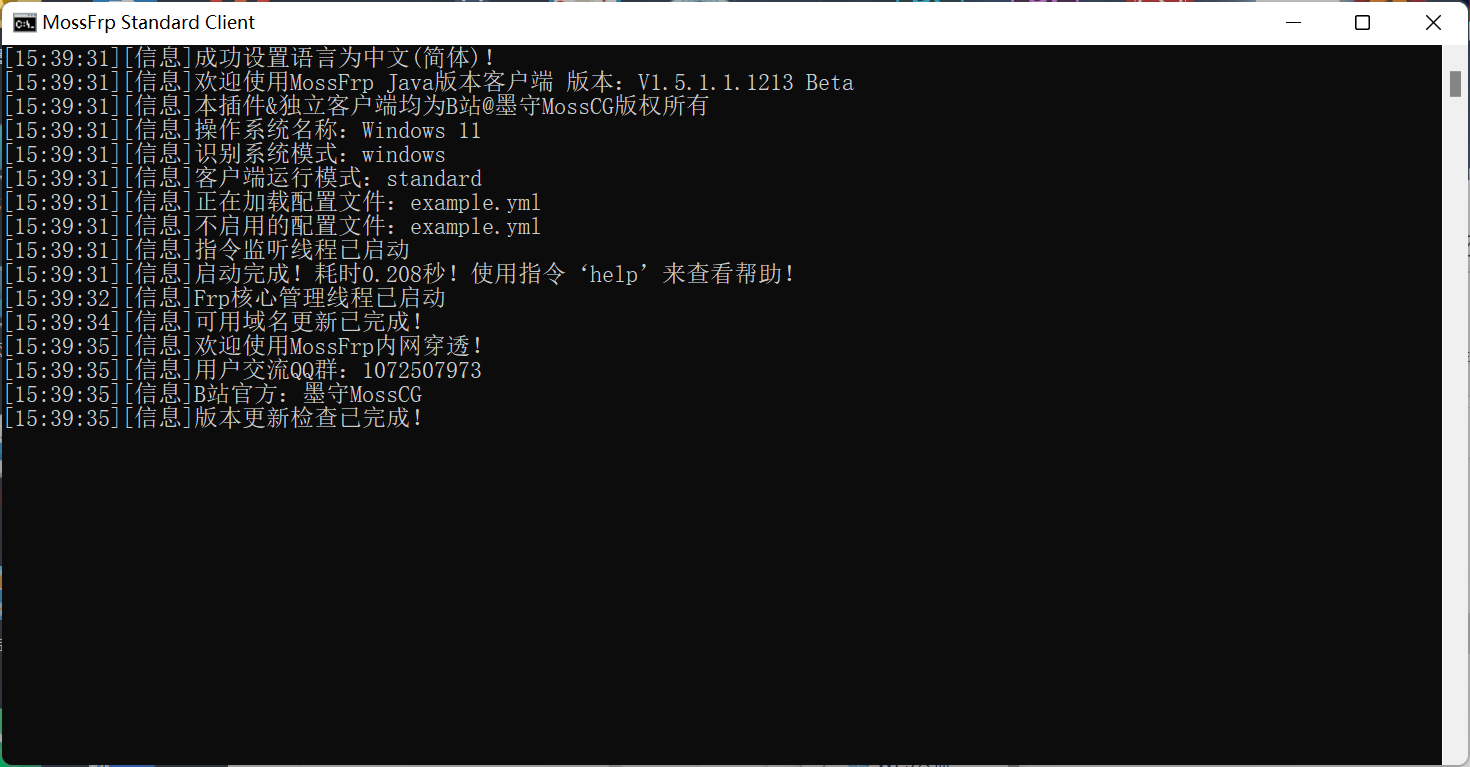 MossFrp Standard Client
[15:39:31][信息]成功设置语言为中文(简体)!
[15:39:31][信息]欢迎使用MossFrp Java版本客户端 版本：V1.5.1.1.1213 Beta
[15:39:31][信息]本插件&独立客户端均为B站@墨守MossCG版权所有
[15:39:31][信息]操作系统名称：Windows 11
[15:39:31][信息]识别系统模式：windows
[15:39:31][信息]客户端运行模式：standard
[15:39:31][信息]正在加载配置文件：example.yml
[15:39:31][信息]不启用的配置文件：example.yml
[15:39:31][信息]指令监听线程已启动
[15:39:31][信息]启动完成！耗时0.208秒！使用指令‘help’来查看帮助！
[15:39:32][信息]Frp核心管理线程已启动
[15:39:34][信息]可用域名更新已完成！
[15:39:35][信息]欢迎使用MossFrp内网穿透！
[15:39:35][信息]用户交流QQ群：1072507973
[15:39:35][信息]B站官方：墨守MossCG
[15:39:35][信息]版本更新检查已完成！